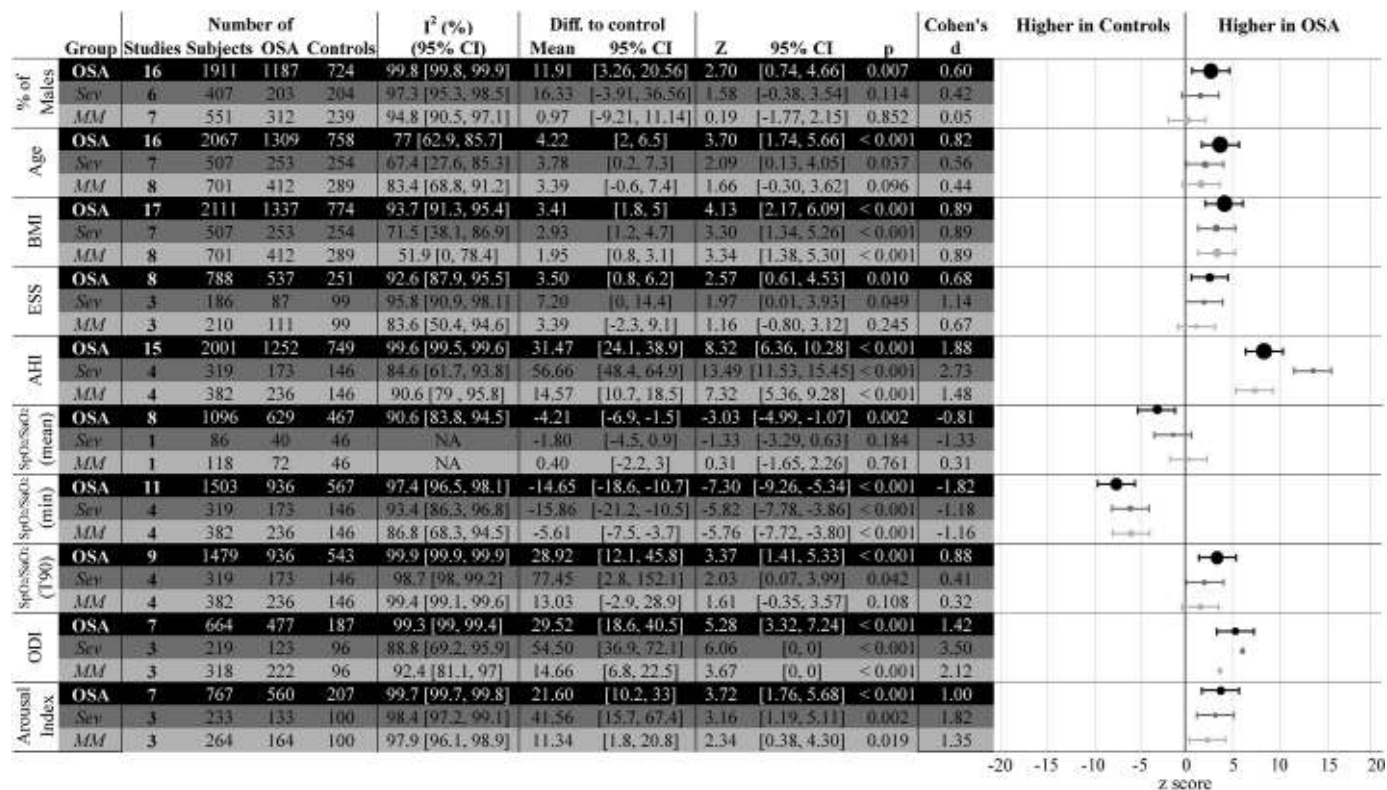 Number of I² (%) Diff. to control Cohen's Higher in Controls Higher in OSA
Group Studies Subjects OSA Controls (95% CI) Mean 95% CI Z 95% CI p d
% of Males
OSA 16 1911 1187 724 99.8 [99.8, 99.9] 11.91 [3.26, 20.56] 2.70 [0.74, 4.66] 0.007 0.60
Sev 6 407 203 204 97.3 [95.3, 98.5] 16.33 [-3.91, 36.56] 1.58 [-0.38, 3.54] 0.114 0.42
MM 7 551 312 239 94.8 [90.5, 97.1] 0.97 [-9.21, 11.14] 0.19 [-1.77, 2.15] 0.852 0.05
Age
OSA 16 2067 1309 758 77 [62.9, 85.7] 4.22 [2, 6.5] 3.70 [1.74, 5.66] < 0.001 0.82
Sev 7 507 253 254 67.4 [27.6, 85.3] 3.78 [0.2, 7.3] 2.09 [0.13, 4.05] 0.037 0.56
MM 8 701 412 289 83.4 [68.8, 91.2] 3.39 [-0.6, 7.4] 1.66 [-0.30, 3.62] 0.096 0.44
BMI
OSA 17 2111 1337 774 93.7 [91.3, 95.4] 3.41 [1.8, 5] 4.13 [2.17, 6.09] < 0.001 0.89
Sev 7 507 253 254 71.5 [38.1, 86.9] 2.93 [1.2, 4.7] 3.30 [1.34, 5.26] < 0.001 0.89
MM 8 701 412 289 51.9 [0, 78.4] 1.95 [0.8, 3.1] 3.34 [1.38, 5.30] < 0.001 0.89
ESS
OSA 8 788 537 251 92.6 [87.9, 95.5] 3.50 [0.8, 6.2] 2.57 [0.61, 4.53] 0.010 0.68
Sev 3 186 87 99 95.8 [90.9, 98.1] 7.20 [0, 14.4] 1.97 [0.01, 3.93] 0.049 1.14
MM 3 210 111 99 83.6 [50.4, 94.6] 3.39 [-2.3, 9.1] 1.16 [-0.80, 3.12] 0.245 0.67
AHI
OSA 15 2001 1252 749 99.6 [99.5, 99.6] 31.47 [24.1, 38.9] 8.32 [6.36, 10.28] < 0.001 1.88
Sev 4 319 173 146 84.6 [61.7, 93.8] 56.66 [48.4, 64.9] 13.49 [11.53, 15.45] < 0.001 2.73
MM 4 382 236 146 90.6 [79 , 95.8] 14.57 [10.7, 18.5] 7.32 [5.36, 9.28] < 0.001 1.48
SpO2/SaO2 (mean)
OSA 8 1096 629 467 90.6 [83.8, 94.5] -4.21 [-6.9, -1.5] -3.03 [-4.99, -1.07] 0.002 -0.81
Sev 1 86 40 46 NA -1.80 [-4.5, 0.9] -1.33 [-3.29, 0.63] 0.184 -1.33
MM 1 118 72 46 NA 0.40 [-2.2, 3] 0.31 [-1.65, 2.26] 0.761 0.31
SpO2/SaO2 (min)
OSA 11 1503 936 567 97.4 [96.5, 98.1] -14.65 [-18.6, -10.7] -7.30 [-9.26, -5.34] < 0.001 -1.82
Sev 4 319 173 146 93.4 [86.3, 96.8] -15.86 [-21.2, -10.5] -5.82 [-7.78, -3.86] < 0.001 -1.18
MM 4 382 236 146 86.8 [68.3, 94.5] -5.61 [-7.5, -3.7] -5.76 [-7.72, -3.80] < 0.001 -1.16
SpO2/SaO2 (T90)
OSA 9 1479 936 543 99.9 [99.9, 99.9] 28.92 [12.1, 45.8] 3.37 [1.41, 5.33] < 0.001 0.88
Sev 4 319 173 146 98.7 [98, 99.2] 77.45 [2.8, 152.1] 2.03 [0.07, 3.99] 0.042 0.41
MM 4 382 236 146 99.4 [99.1, 99.6] 13.03 [-2.9, 28.9] 1.61 [-0.35, 3.57] 0.108 0.32
ODI
OSA 7 664 477 187 99.3 [99, 99.4] 29.52 [18.6, 40.5] 5.28 [3.32, 7.24] < 0.001 1.42
Sev 3 219 123 96 88.8 [69.2, 95.9] 54.50 [36.9, 72.1] 6.06 [0, 0] < 0.001 3.50
MM 3 318 222 96 92.4 [81.1, 97] 14.66 [6.8, 22.5] 3.67 [0, 0] < 0.001 2.12
Arousal Index
OSA 7 767 560 207 99.7 [99.7, 99.8] 21.60 [10.2, 33] 3.72 [1.76, 5.68] < 0.001 1.00
Sev 3 233 133 100 98.4 [97.2, 99.1] 41.56 [15.7, 67.4] 3.16 [1.19, 5.11] 0.002 1.82
MM 3 264 164 100 97.9 [96.1, 98.9] 11.34 [1.8, 20.8] 2.34 [0.38, 4.30] 0.019 1.35
-20 -15 -10 -5 0 5 10 15 20
z score